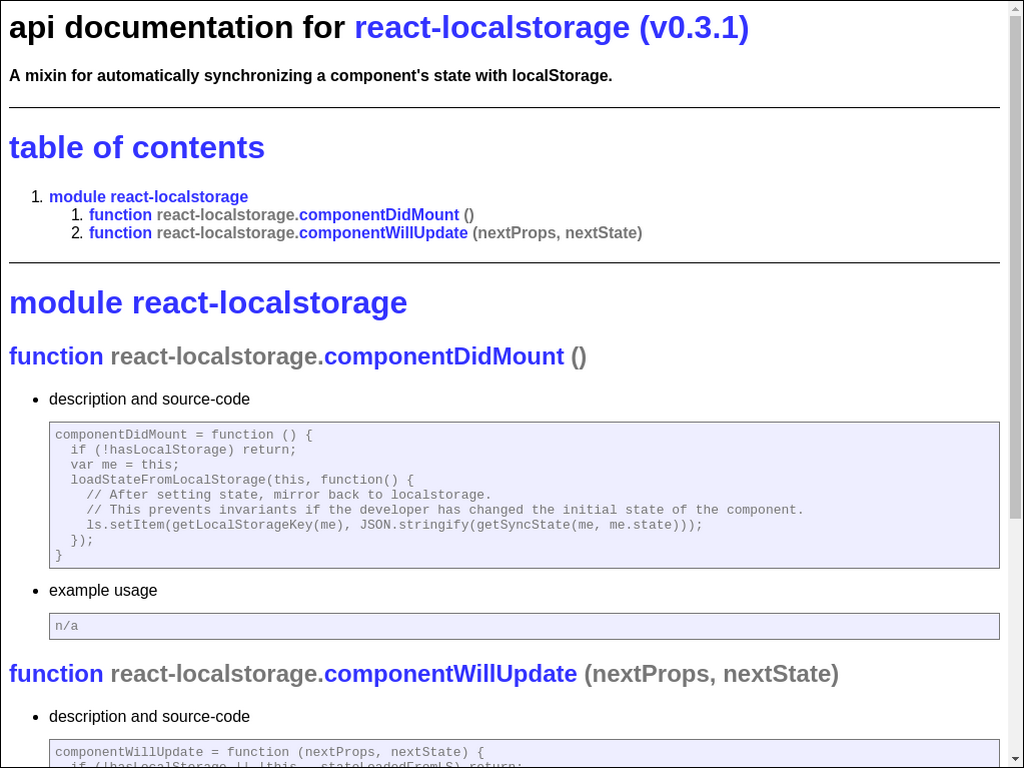 api documentation for react-localstorage (v0.3.1)
A mixin for automatically synchronizing a component's state with localStorage.
table of contents
1. module react-localstorage
1. function react-localstorage.componentDidMount ()
2. function react-localstorage.componentWillUpdate (nextProps, nextState)
module react-localstorage
function react-localstorage.componentDidMount ()
• description and source-code
componentDidMount = function () {
  if (!hasLocalStorage) return;
  var me = this;
  loadStateFromLocalStorage(this, function() {
    // After setting state, mirror back to localstorage.
    // This prevents invariants if the developer has changed the initial state of the component.
    ls.setItem(getLocalStorageKey(me), JSON.stringify(getSyncState(me, me.state)));
  });
}
• example usage
n/a
function react-localstorage.componentWillUpdate (nextProps, nextState)
• description and source-code
componentWillUpdate = function (nextProps, nextState) {
  if (!hasLocalStorage || !this.__stateLoadedFromLS) return;